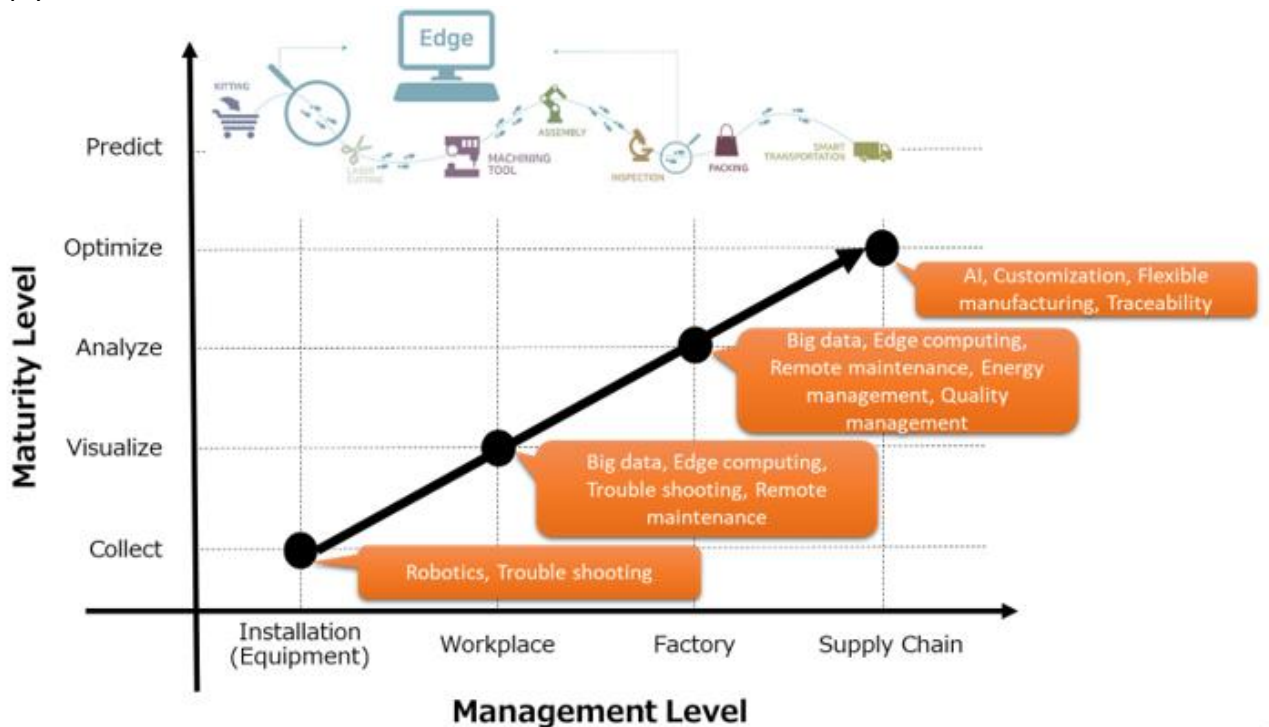 Edge
KITTING
LASER
CUTTING
MACHINING
TOOL
ASSEMBLY
INSPECTION
PACKING
SMART
TRANSPORTATION
Predict
Optimize
Analyze
Visualize
Collect
Maturity Level
AI, Customization, Flexible
manufacturing, Traceability
Big data, Edge computing,
Remote maintenance, Energy
management, Quality
management
Big data, Edge computing,
Trouble shooting, Remote
maintenance
Robotics, Trouble shooting
Installation
(Equipment)
Workplace
Factory
Supply Chain
Management Level